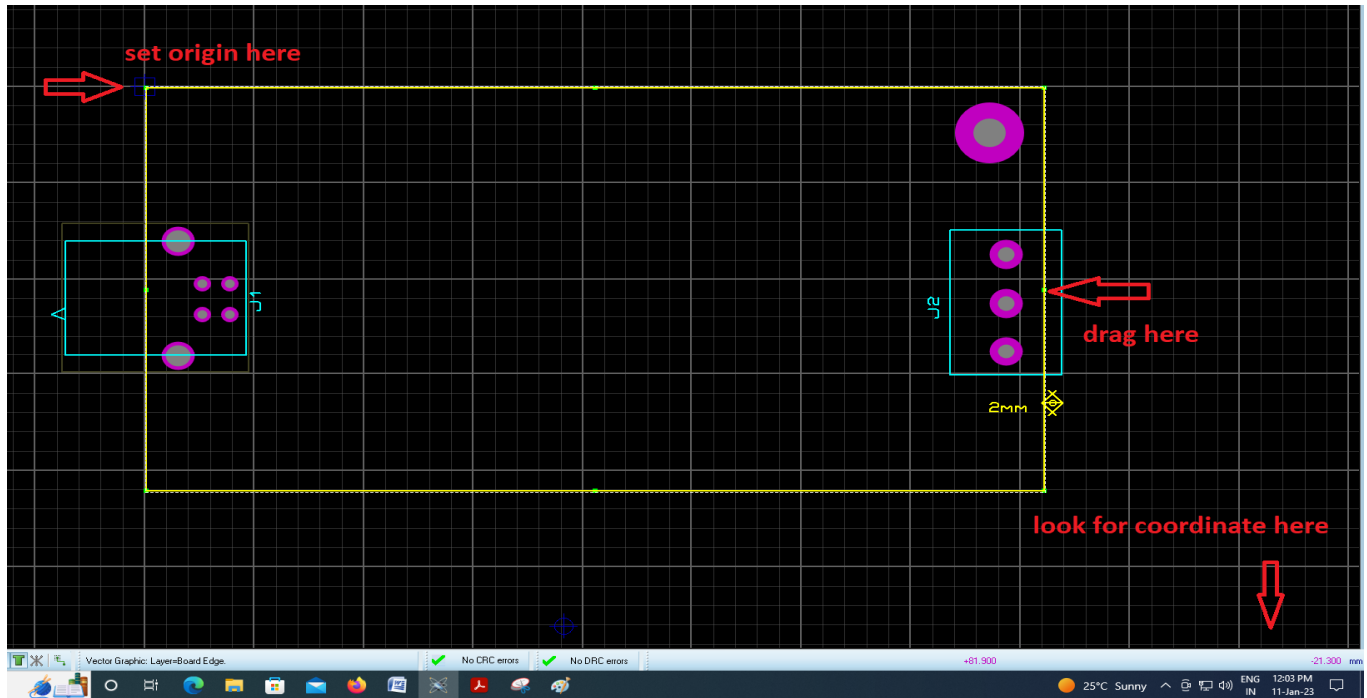 set origin here
A
J1
J2
drag here
2mm
look for coordinate here
Vector Graphic: Layer=Board Edge.
No CRC errors
No DRC errors
+81.900
-21.300 mm
25°C Sunny
ENG
IN
12:03 PM
11-Jan-23